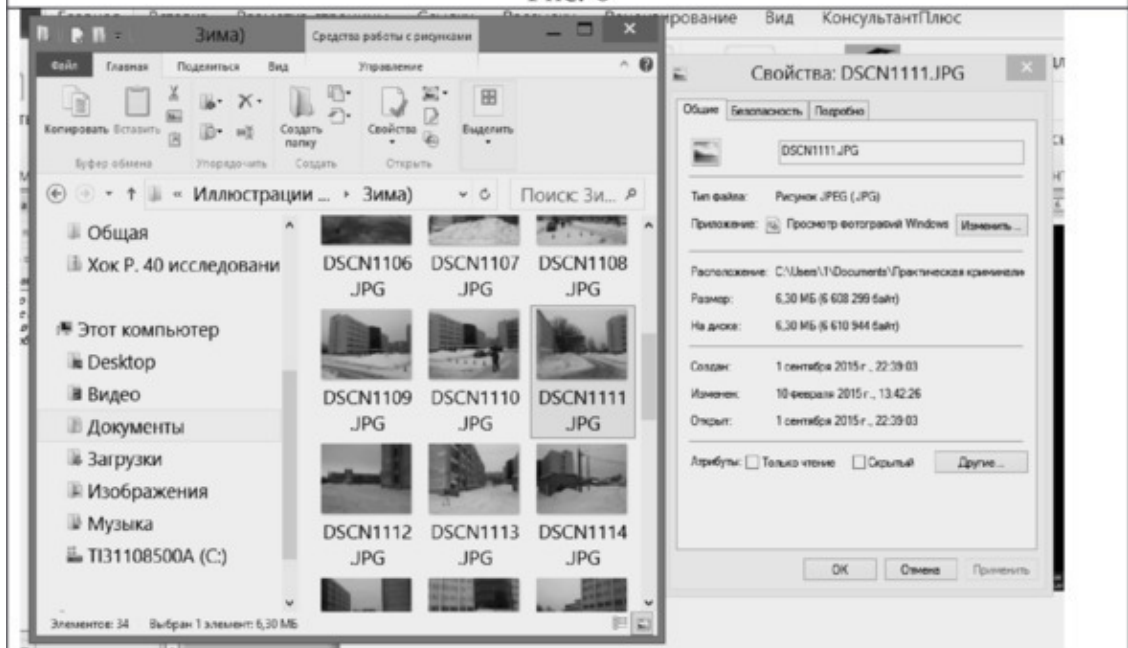 рование Вид КонсультантПлюс
Зима) Средства работы с рисунками
Файл Главная Поделиться Вид Управление
Копировать Вставить
Создать папку
Свойства
Выделить
Буфер обмена Упорядочить Создать Открыть
« Иллюстрации ... Зима) Поиск: Зи...
Общая
Хок Р. 40 исследовани
Этот компьютер
Desktop
Видео
Документы
Загрузки
Изображения
Музыка
TI31108500A (C:)
DSCN1106 .JPG DSCN1107 .JPG DSCN1108 .JPG
DSCN1109 .JPG DSCN1110 .JPG DSCN1111 .JPG
DSCN1112 .JPG DSCN1113 .JPG DSCN1114 .JPG
Элементов: 34 Выбран 1 элемент: 6,30 МБ
Свойства: DSCN1111.JPG
Общие Безопасность Подробно
DSCN1111.JPG
Тип файла: Рисунок JPEG (.JPG)
Приложение: Просмотр фотографий Windows Изменить...
Расположение: C:\Users\1\Documents\Практическая криминали
Размер: 6,30 МБ (6 608 299 байт)
На диске: 6,30 МБ (6 610 944 байт)
Создан: 1 сентября 2015 г., 22:39:03
Изменен: 10 февраля 2015 г., 13:42:26
Открыт: 1 сентября 2015 г., 22:39:03
Атрибуты: Только чтение Скрытый Другие...
OK Отмена Применить